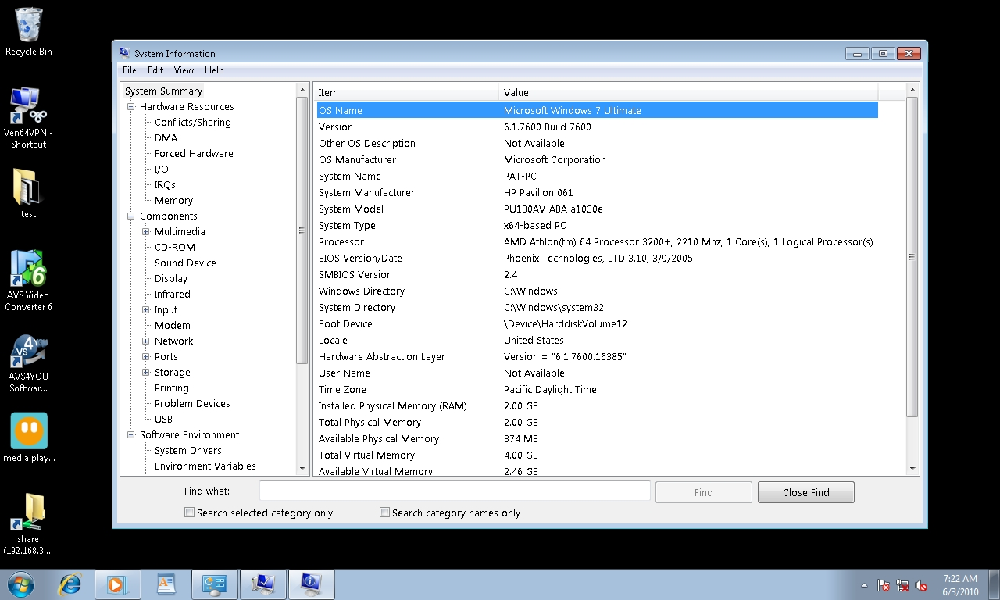 Recycle Bin
Ven64VPN -
Shortcut
test
AVS Video
Converter 6
AVS4YOU
Softwar...
media.play...
share
(192.168.3....
System Information
File Edit View Help
System Summary
Hardware Resources
Conflicts/Sharing
DMA
Forced Hardware
I/O
IRQs
Memory
Components
Multimedia
CD-ROM
Sound Device
Display
Infrared
Input
Modem
Network
Ports
Storage
Printing
Problem Devices
USB
Software Environment
System Drivers
Environment Variables
Item Value
OS Name Microsoft Windows 7 Ultimate
Version 6.1.7600 Build 7600
Other OS Description Not Available
OS Manufacturer Microsoft Corporation
System Name PAT-PC
System Manufacturer HP Pavilion 061
System Model PU130AV-ABA a1030e
System Type x64-based PC
Processor AMD Athlon(tm) 64 Processor 3200+, 2210 Mhz, 1 Core(s), 1 Logical Processor(s)
BIOS Version/Date Phoenix Technologies, LTD 3.10, 3/9/2005
SMBIOS Version 2.4
Windows Directory C:\Windows
System Directory C:\Windows\system32
Boot Device \Device\HarddiskVolume12
Locale United States
Hardware Abstraction Layer Version = "6.1.7600.16385"
User Name Not Available
Time Zone Pacific Daylight Time
Installed Physical Memory (RAM) 2.00 GB
Total Physical Memory 2.00 GB
Available Physical Memory 874 MB
Total Virtual Memory 4.00 GB
Available Virtual Memory 2.46 GB
Find what: Find Close Find
Search selected category only Search category names only
7:22 AM
6/3/2010